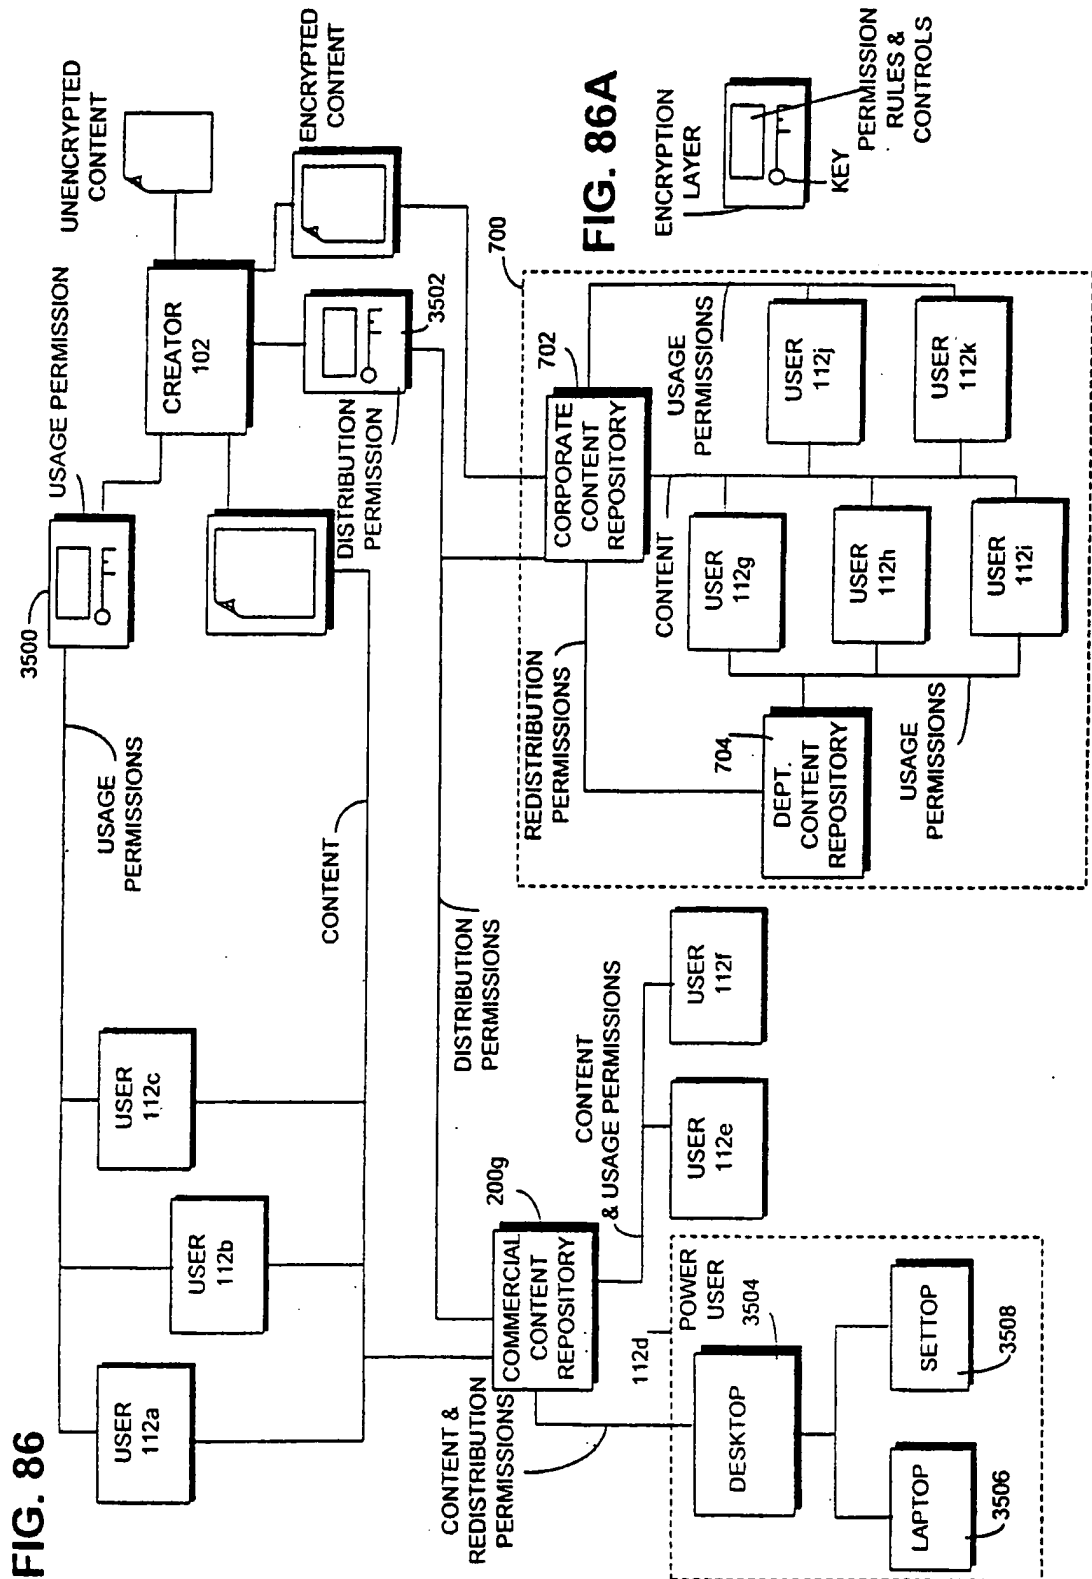 FIG. 86
USER
112a
USER
112b
USER
112c
USAGE
PERMISSIONS
3500
USAGE PERMISSION
CREATOR
102
UNENCRYPTED
CONTENT
CONTENT
DISTRIBUTION
PERMISSION
3502
ENCRYPTED
CONTENT
COMMERCIAL
CONTENT
REPOSITORY
200g
DISTRIBUTION
PERMISSIONS
CONTENT &
REDISTRIBUTION
PERMISSIONS
CONTENT
& USAGE PERMISSIONS
USER
112e
USER
112f
112d
POWER
USER
3504
DESKTOP
LAPTOP
3506
SETTOP
3508
700
CORPORATE
CONTENT
REPOSITORY
702
REDISTRIBUTION
PERMISSIONS
704
DEPT.
CONTENT
REPOSITORY
CONTENT
USAGE
PERMISSIONS
USER
112g
USER
112h
USER
112i
USER
112j
USER
112k
USAGE
PERMISSIONS
FIG. 86A
ENCRYPTION
LAYER
KEY
PERMISSION
RULES &
CONTROLS